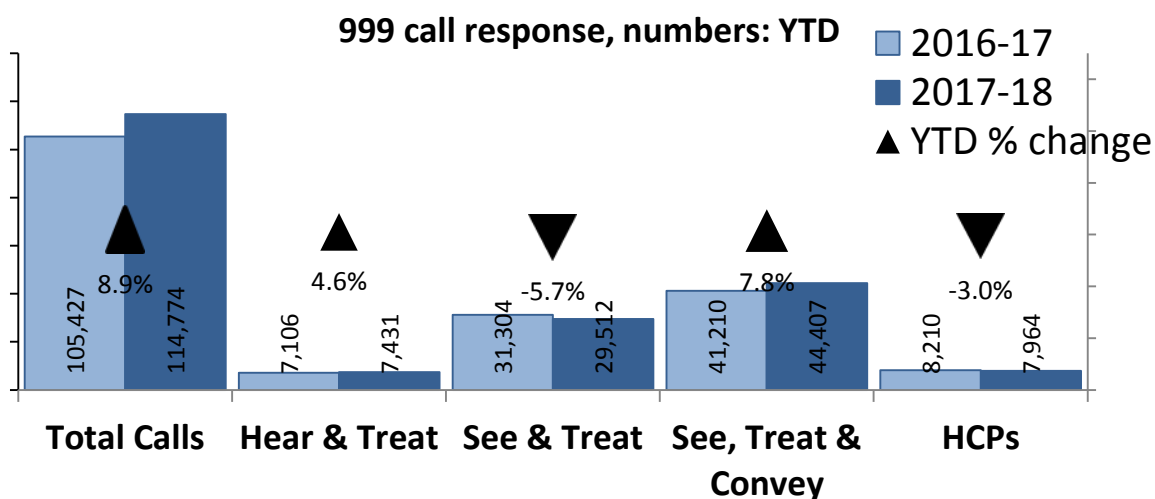 999 call response, numbers: YTD
2016-17
2017-18
YTD % change
8.9%
4.6%
-5.7%
7.8%
-3.0%
105,427
114,774
7,106
7,431
31,304
29,512
41,210
44,407
8,210
7,964
Total Calls
Hear & Treat
See & Treat
See, Treat &
Convey
HCPs